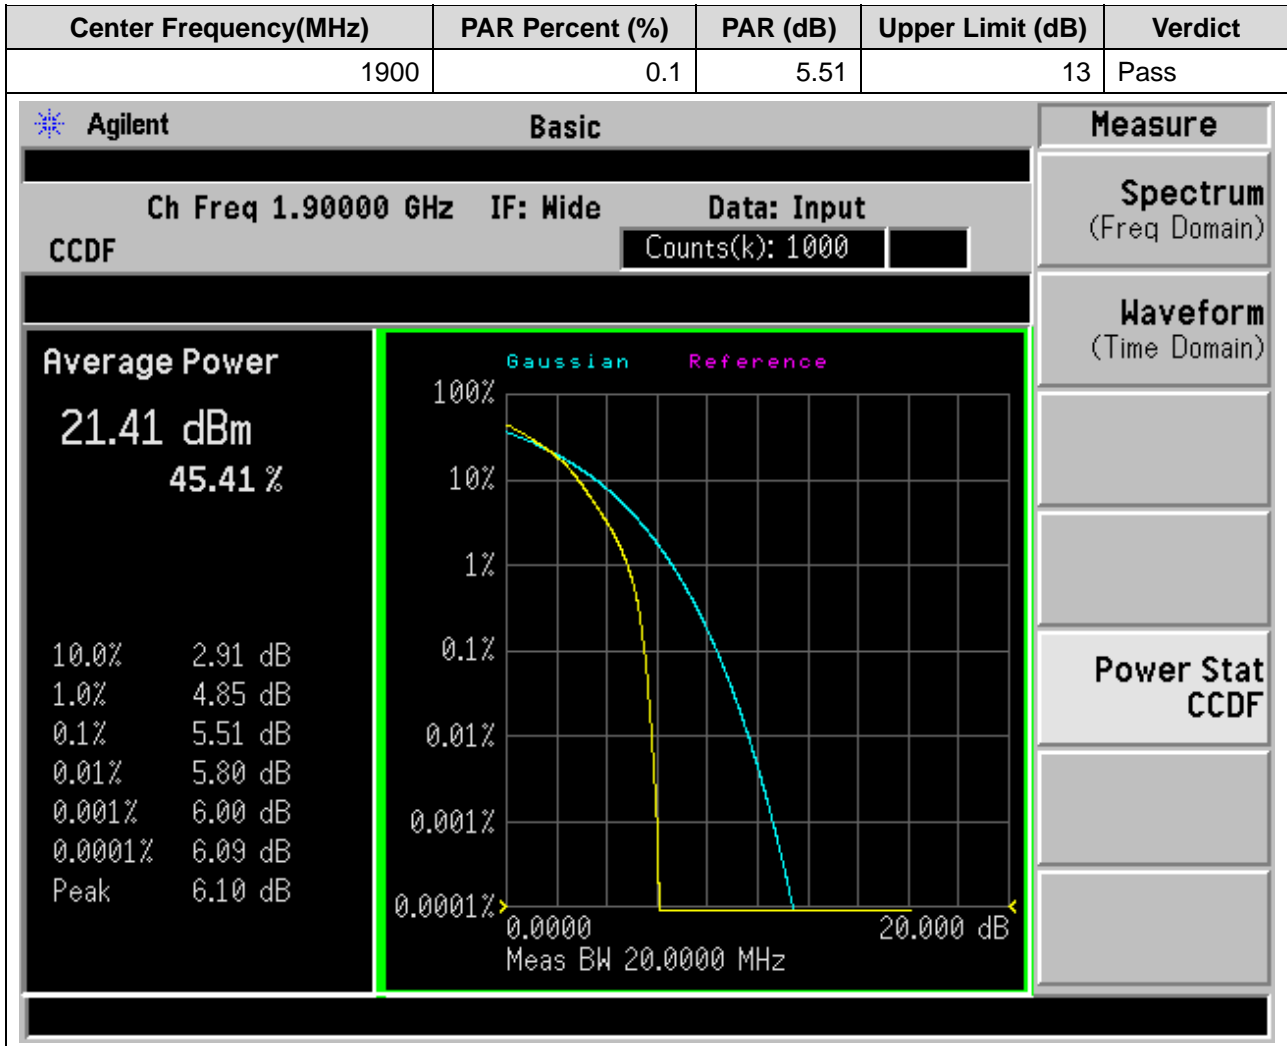 Center Frequency(MHz) PAR Percent (%) PAR (dB) Upper Limit (dB) Verdict
1900 0.1 5.51 13 Pass
Agilent Basic Measure
Ch Freq 1.90000 GHz IF: Wide Data: Input
CCDF Counts(k): 1000
Spectrum
(Freq Domain)
Waveform
(Time Domain)
Power Stat
CCDF
Average Power
21.41 dBm
45.41 %
10.0% 2.91 dB
1.0% 4.85 dB
0.1% 5.51 dB
0.01% 5.80 dB
0.001% 6.00 dB
0.0001% 6.09 dB
Peak 6.10 dB
Gaussian Reference
100%
10%
1%
0.1%
0.01%
0.001%
0.0001%
0.0000 20.000 dB
Meas BW 20.0000 MHz